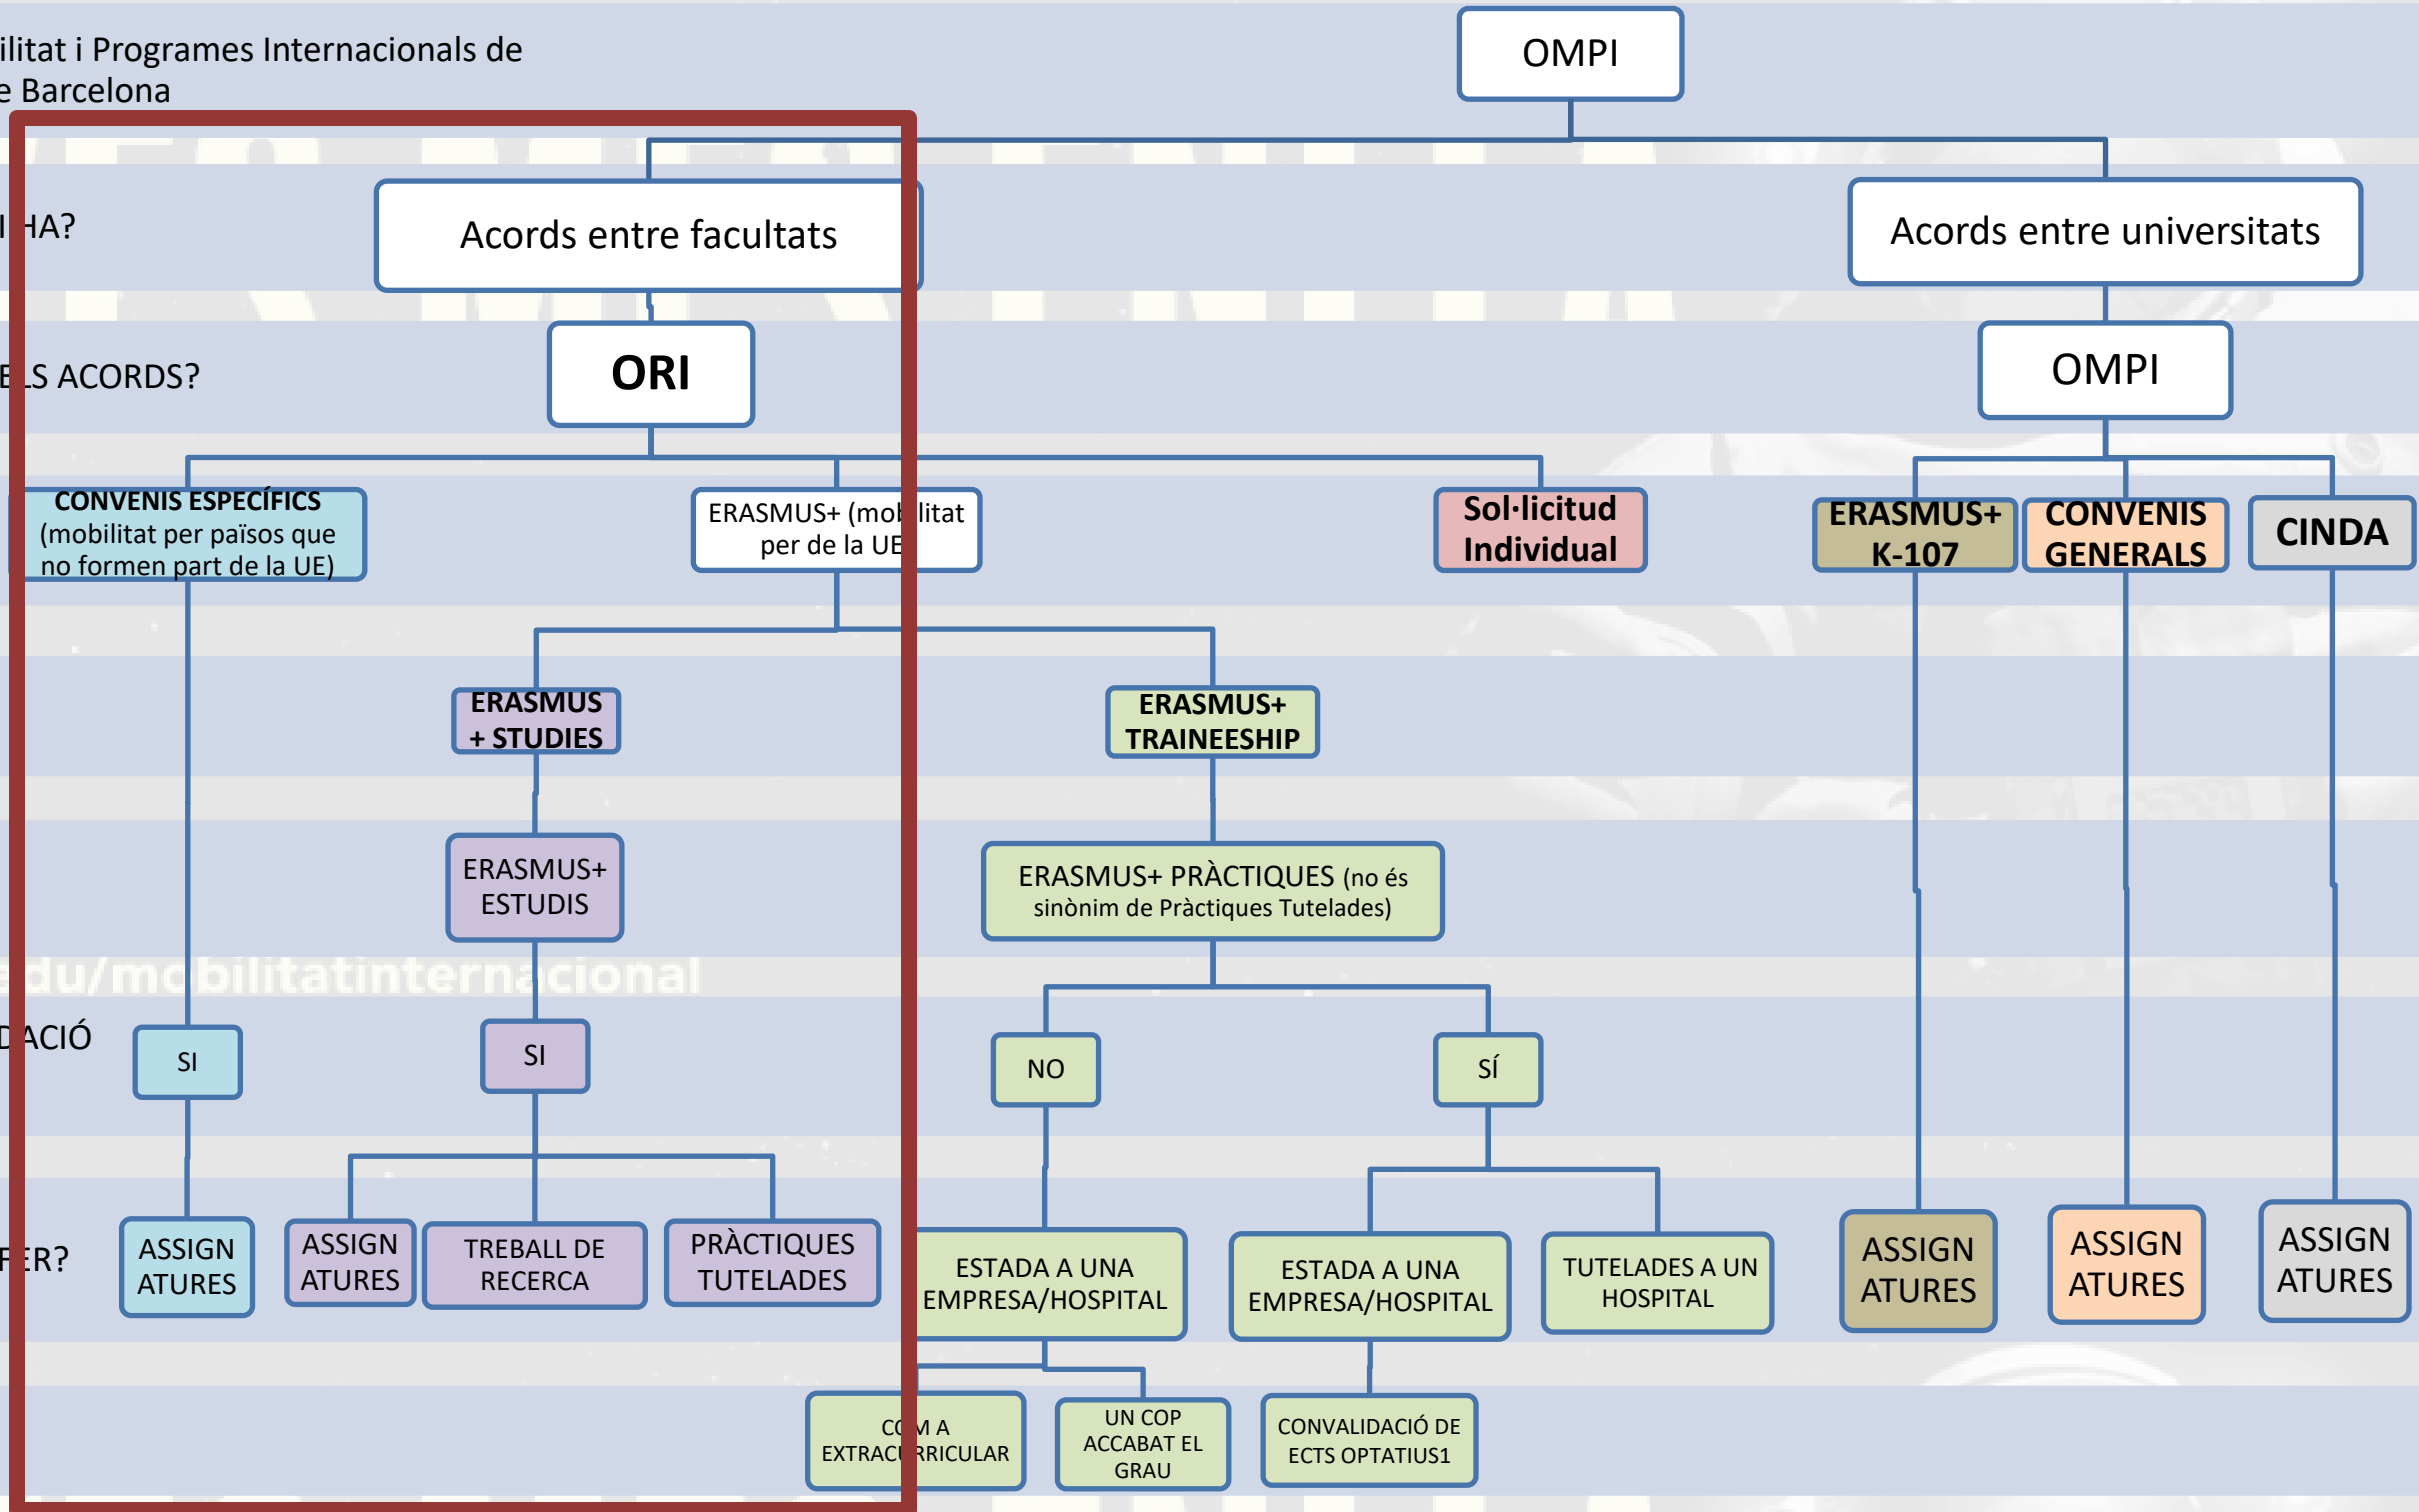 ilitat i Programes Internacionals de
e Barcelona
OMPI
I HA?
Acords entre facultats
Acords entre universitats
ELS ACORDS?
ORI
OMPI
CONVENIS ESPECÍFICS
(mobilitat per països que
no formen part de la UE)
ERASMUS+ (mobilitat
per de la UE
Sol·licitud
Individual
ERASMUS+
K-107
CONVENIS
GENERALS
CINDA
ERASMUS
+ STUDIES
ERASMUS+
TRAINEESHIP
ERASMUS+
ESTUDIS
ERASMUS+ PRÀCTIQUES (no és
sinònim de Pràctiques Tutelades)
du/mobilitatinternacional
DACIÓ
SI
SI
NO
SÍ
FER?
ASSIGN
ATURES
ASSIGN
ATURES
TREBALL DE
RECERCA
PRÀCTIQUES
TUTELADES
ESTADA A UNA
EMPRESA/HOSPITAL
ESTADA A UNA
EMPRESA/HOSPITAL
TUTELADES A UN
HOSPITAL
ASSIGN
ATURES
ASSIGN
ATURES
ASSIGN
ATURES
COM A
EXTRACURRICULAR
UN COP
ACCABAT EL
GRAU
CONVALIDACIÓ DE
ECTS OPTATIUS1